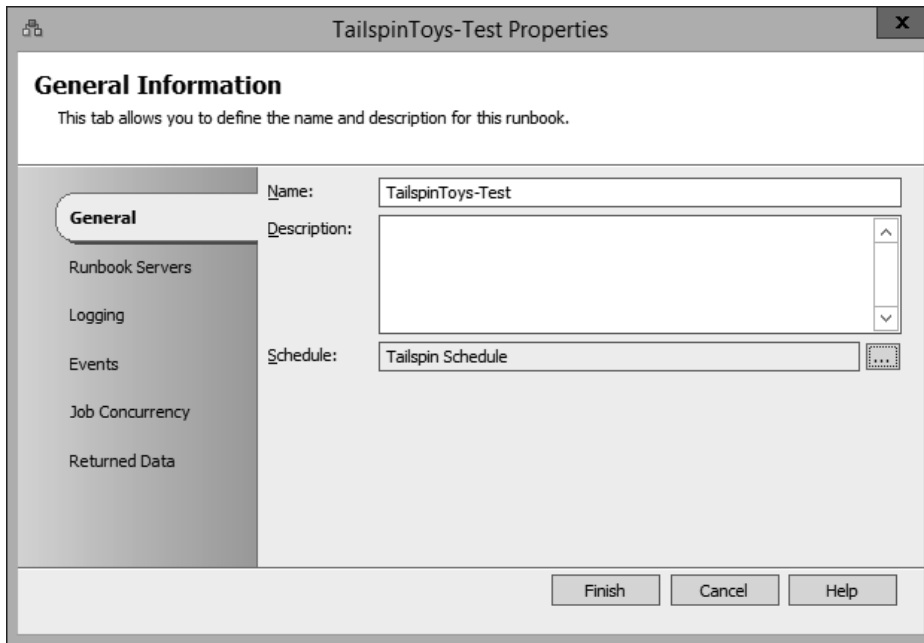 TailspinToys-Test Properties
x
General Information
This tab allows you to define the name and description for this runbook.
General
Runbook Servers
Logging
Events
Job Concurrency
Returned Data
Name:
TailspinToys-Test
Description:
Schedule:
Tailspin Schedule
...
Finish
Cancel
Help